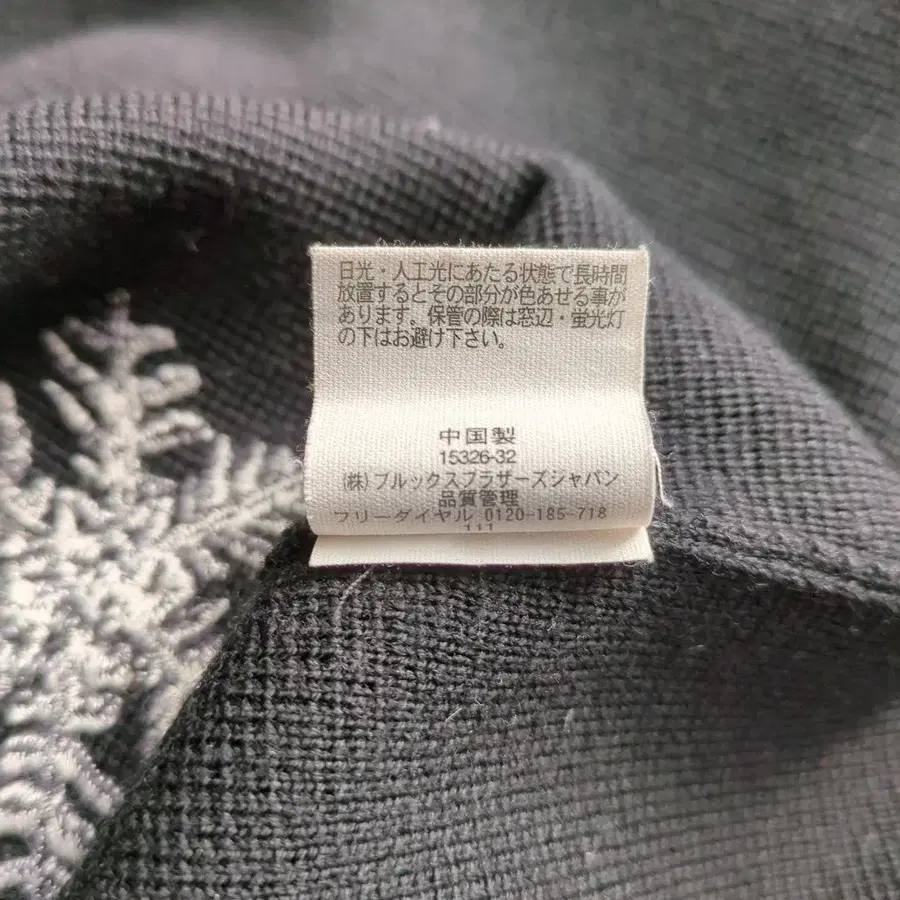 日光・人工光にあたる状態で長時間
放置するとその部分が色あせる事が
あります。保管の際は窓辺・蛍光灯
の下はお避け下さい。
中国製
15326-32
(株)ブルックスブラザーズジャパン
品質管理
フリーダイヤル 0120-185-718
111